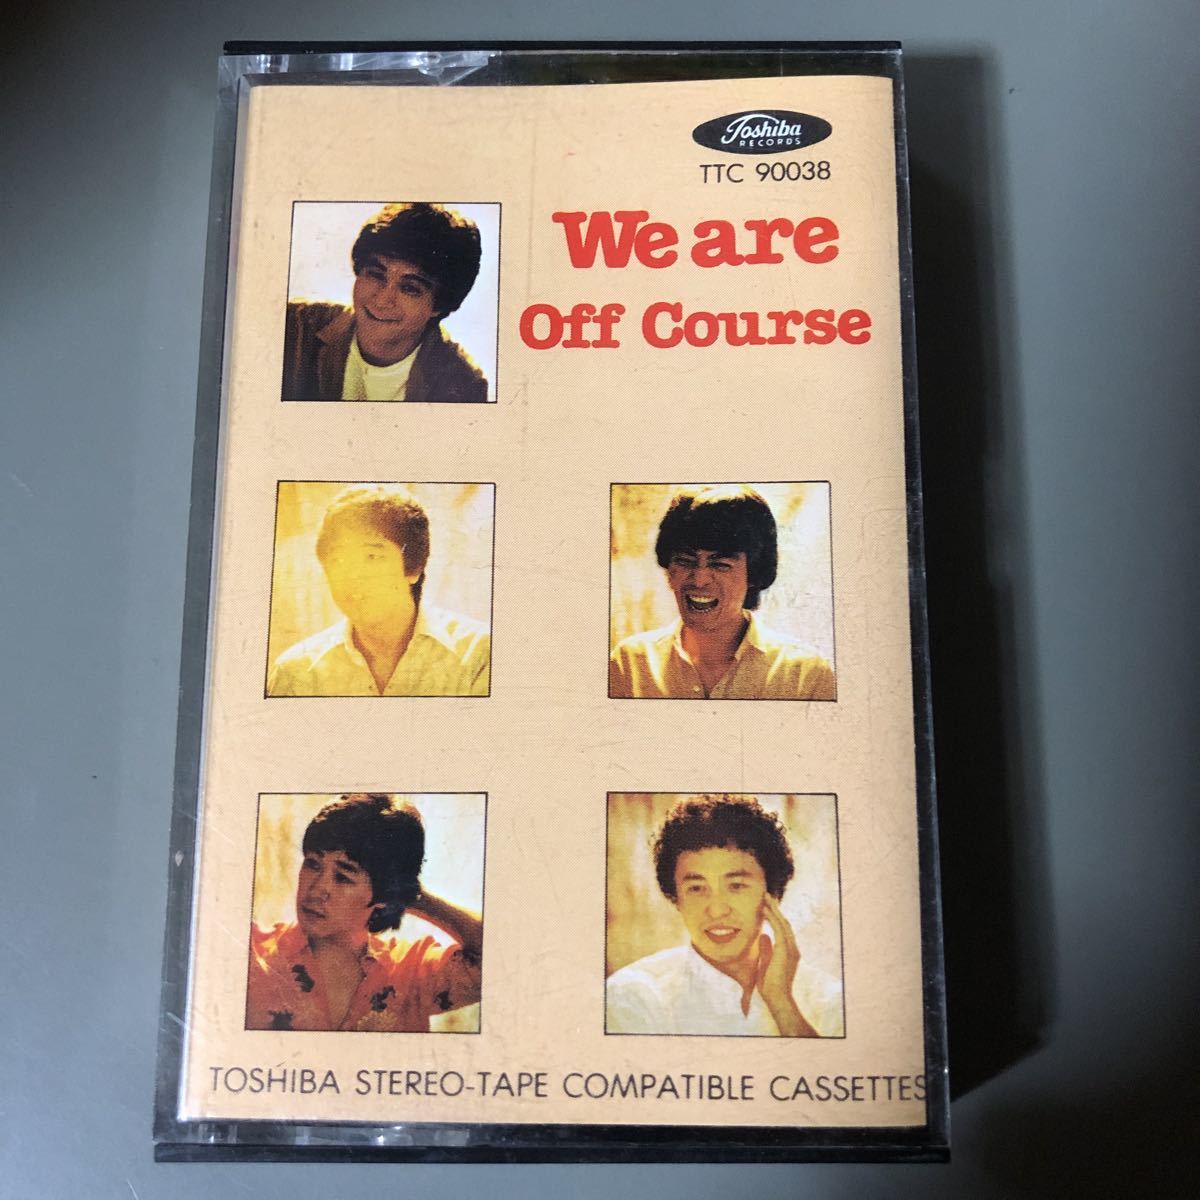 Toshiba
RECORDS
TTC 90038
We are
Off Course
TOSHIBA STEREO-TAPE COMPATIBLE CASSETTES